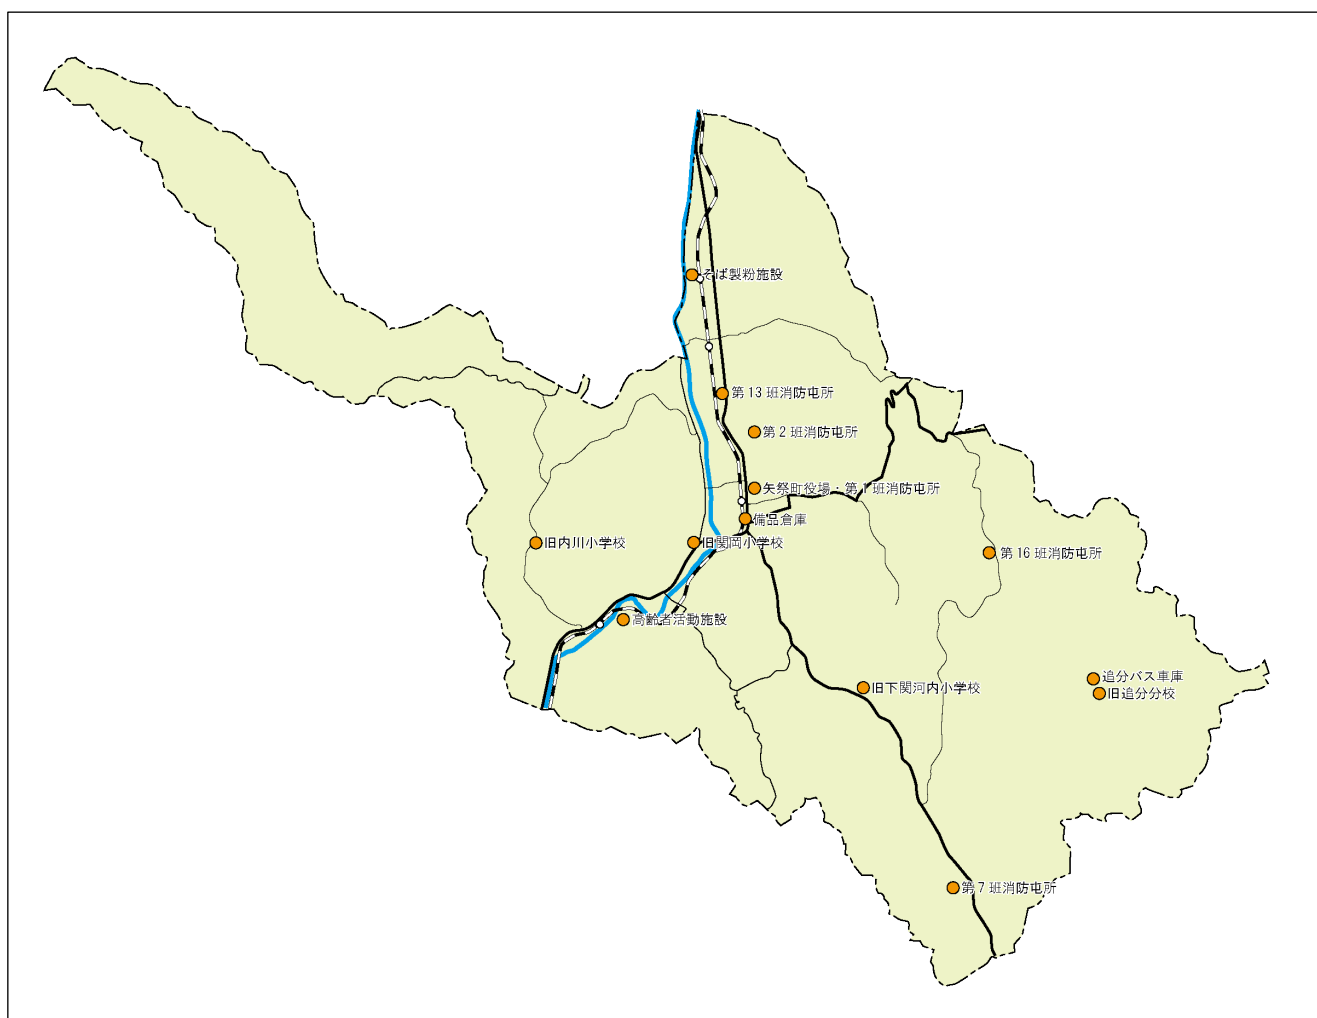 そば製粉施設
第13班消防屯所
第2班消防屯所
矢祭町役場・第1班消防屯所
備品倉庫
旧内川小学校
旧関岡小学校
第16班消防屯所
高齢者活動施設
追分バス車庫
旧下関河内小学校
旧追分分校
第7班消防屯所